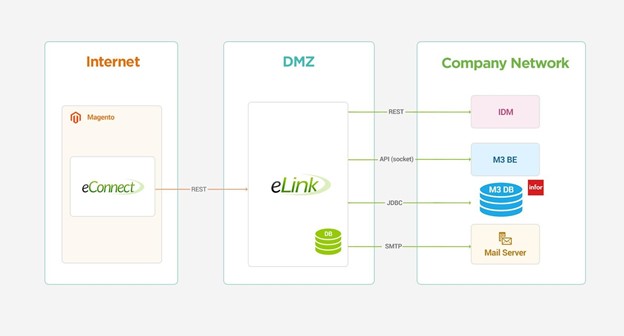 Internet
DMZ
Company Network
Magento
eConnect
REST
eLink
DB
REST
IDM
API (socket)
M3 BE
JDBC
M3 DB
infor
SMTP
Mail Server